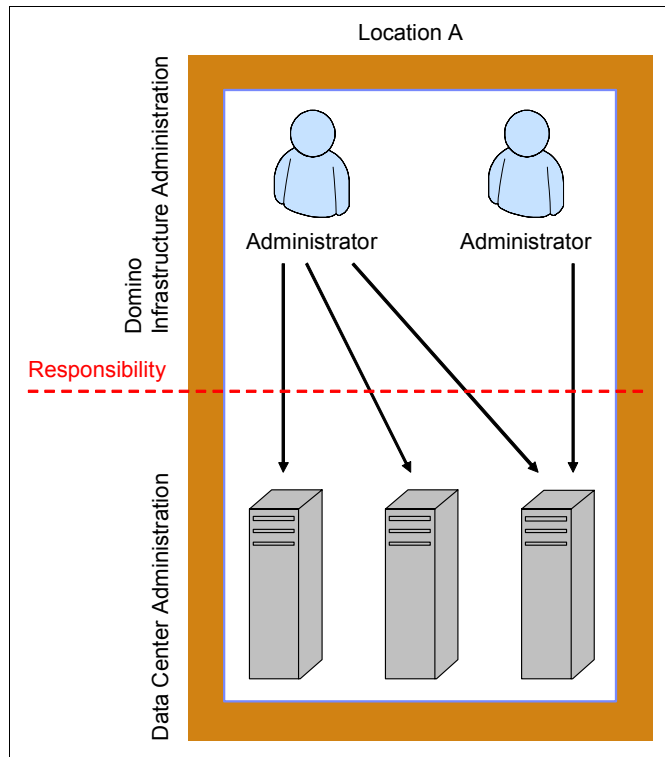 Location A
Domino
Infrastructure Administration
Administrator
Administrator
Responsibility
Data Center Administration